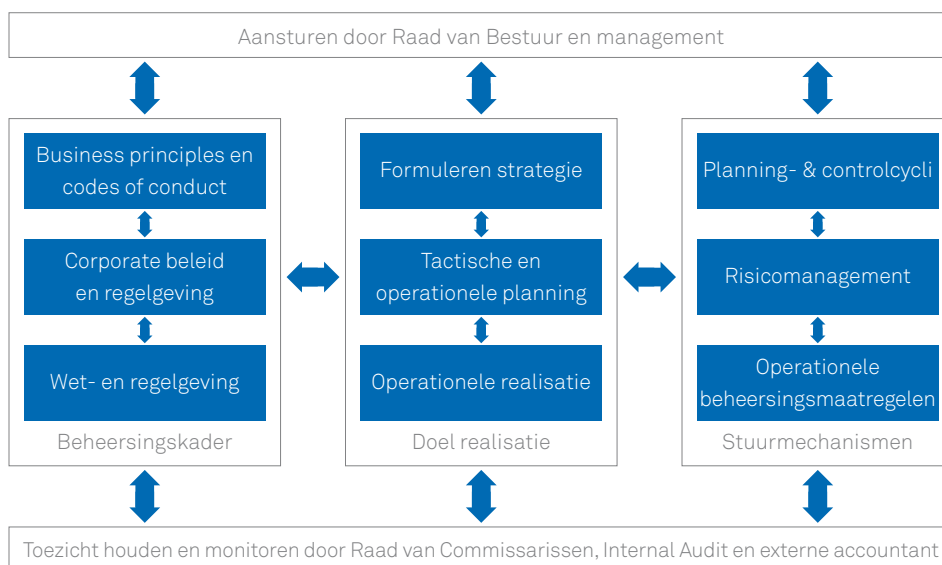 Aansturen door Raad van Bestuur en management
Business principles en
codes of conduct
Corporate beleid
en regelgeving
Wet- en regelgeving
Beheersingskader
Formuleren strategie
Tactische en
operationele planning
Operationele realisatie
Doel realisatie
Planning- & controlcycli
Risicomanagement
Operationele
beheersingsmaatregelen
Stuurmechanismen
Toezicht houden en monitoren door Raad van Commissarissen, Internal Audit en externe accountant